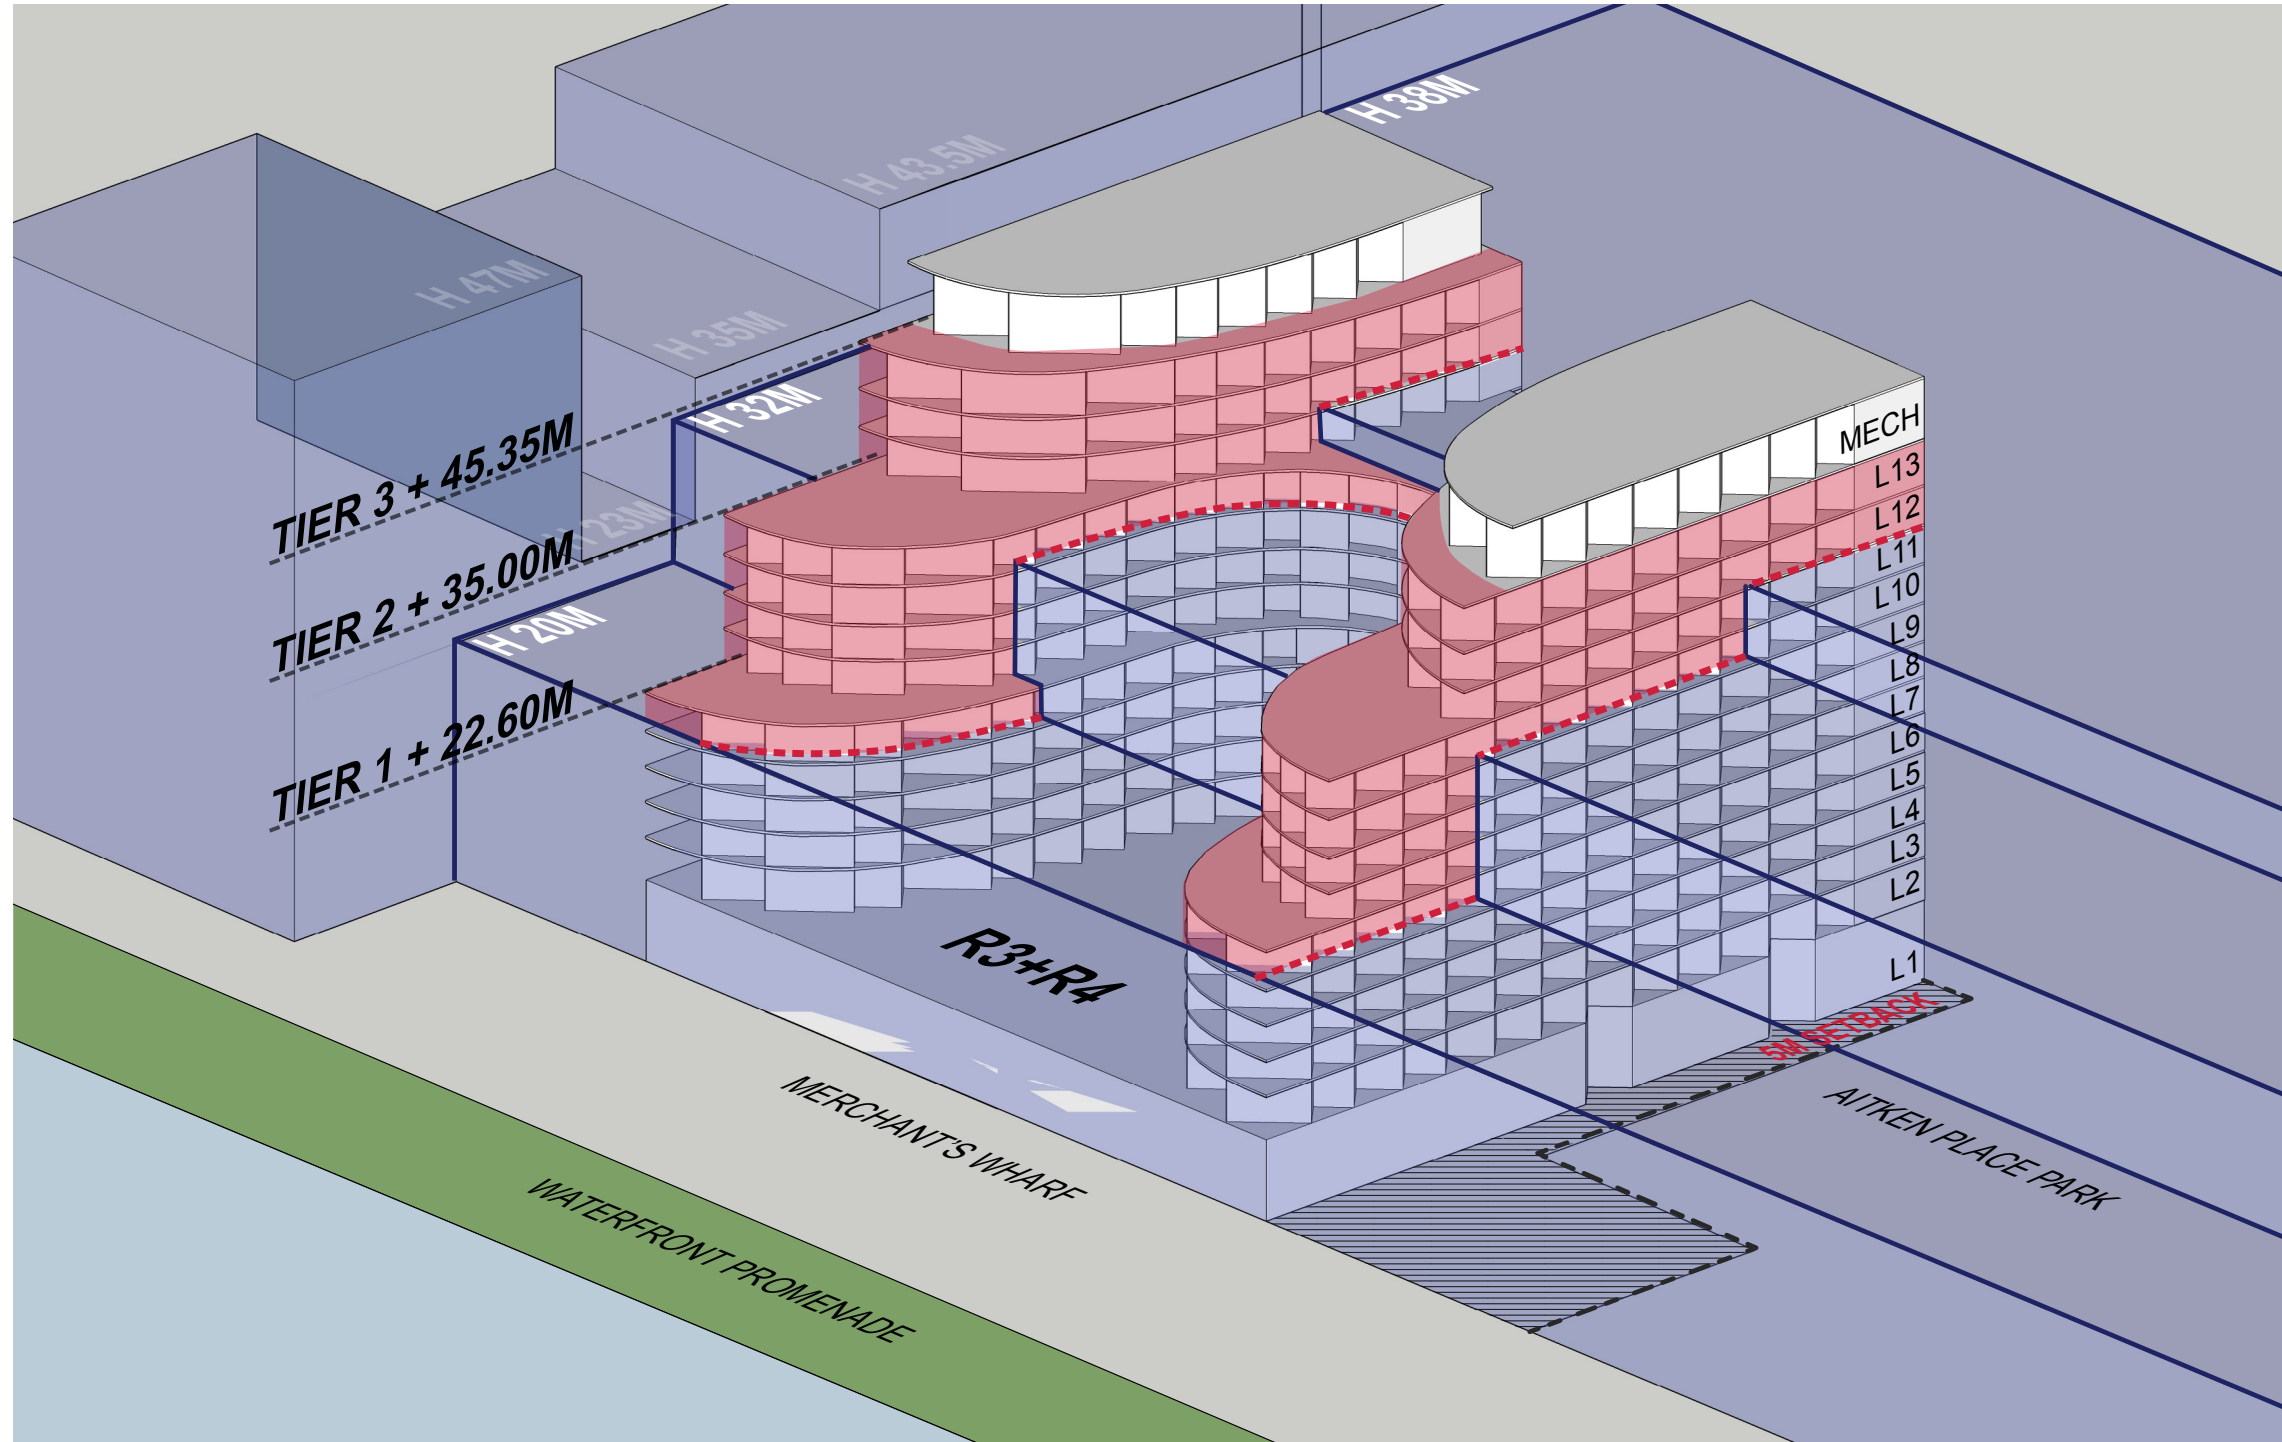 H 38M
H 43.5M
H 47M
H 35M
H 32M
TIER 3 + 45.35M
H 23M
TIER 2 + 35.00M
H 20M
TIER 1 + 22.60M
MECH
L13
L12
L11
L10
L9
L8
L7
L6
L5
L4
L3
L2
L1
R3+R4
5M SETBACK
AITKEN PLACE PARK
MERCHANT'S WHARF
WATERFRONT PROMENADE